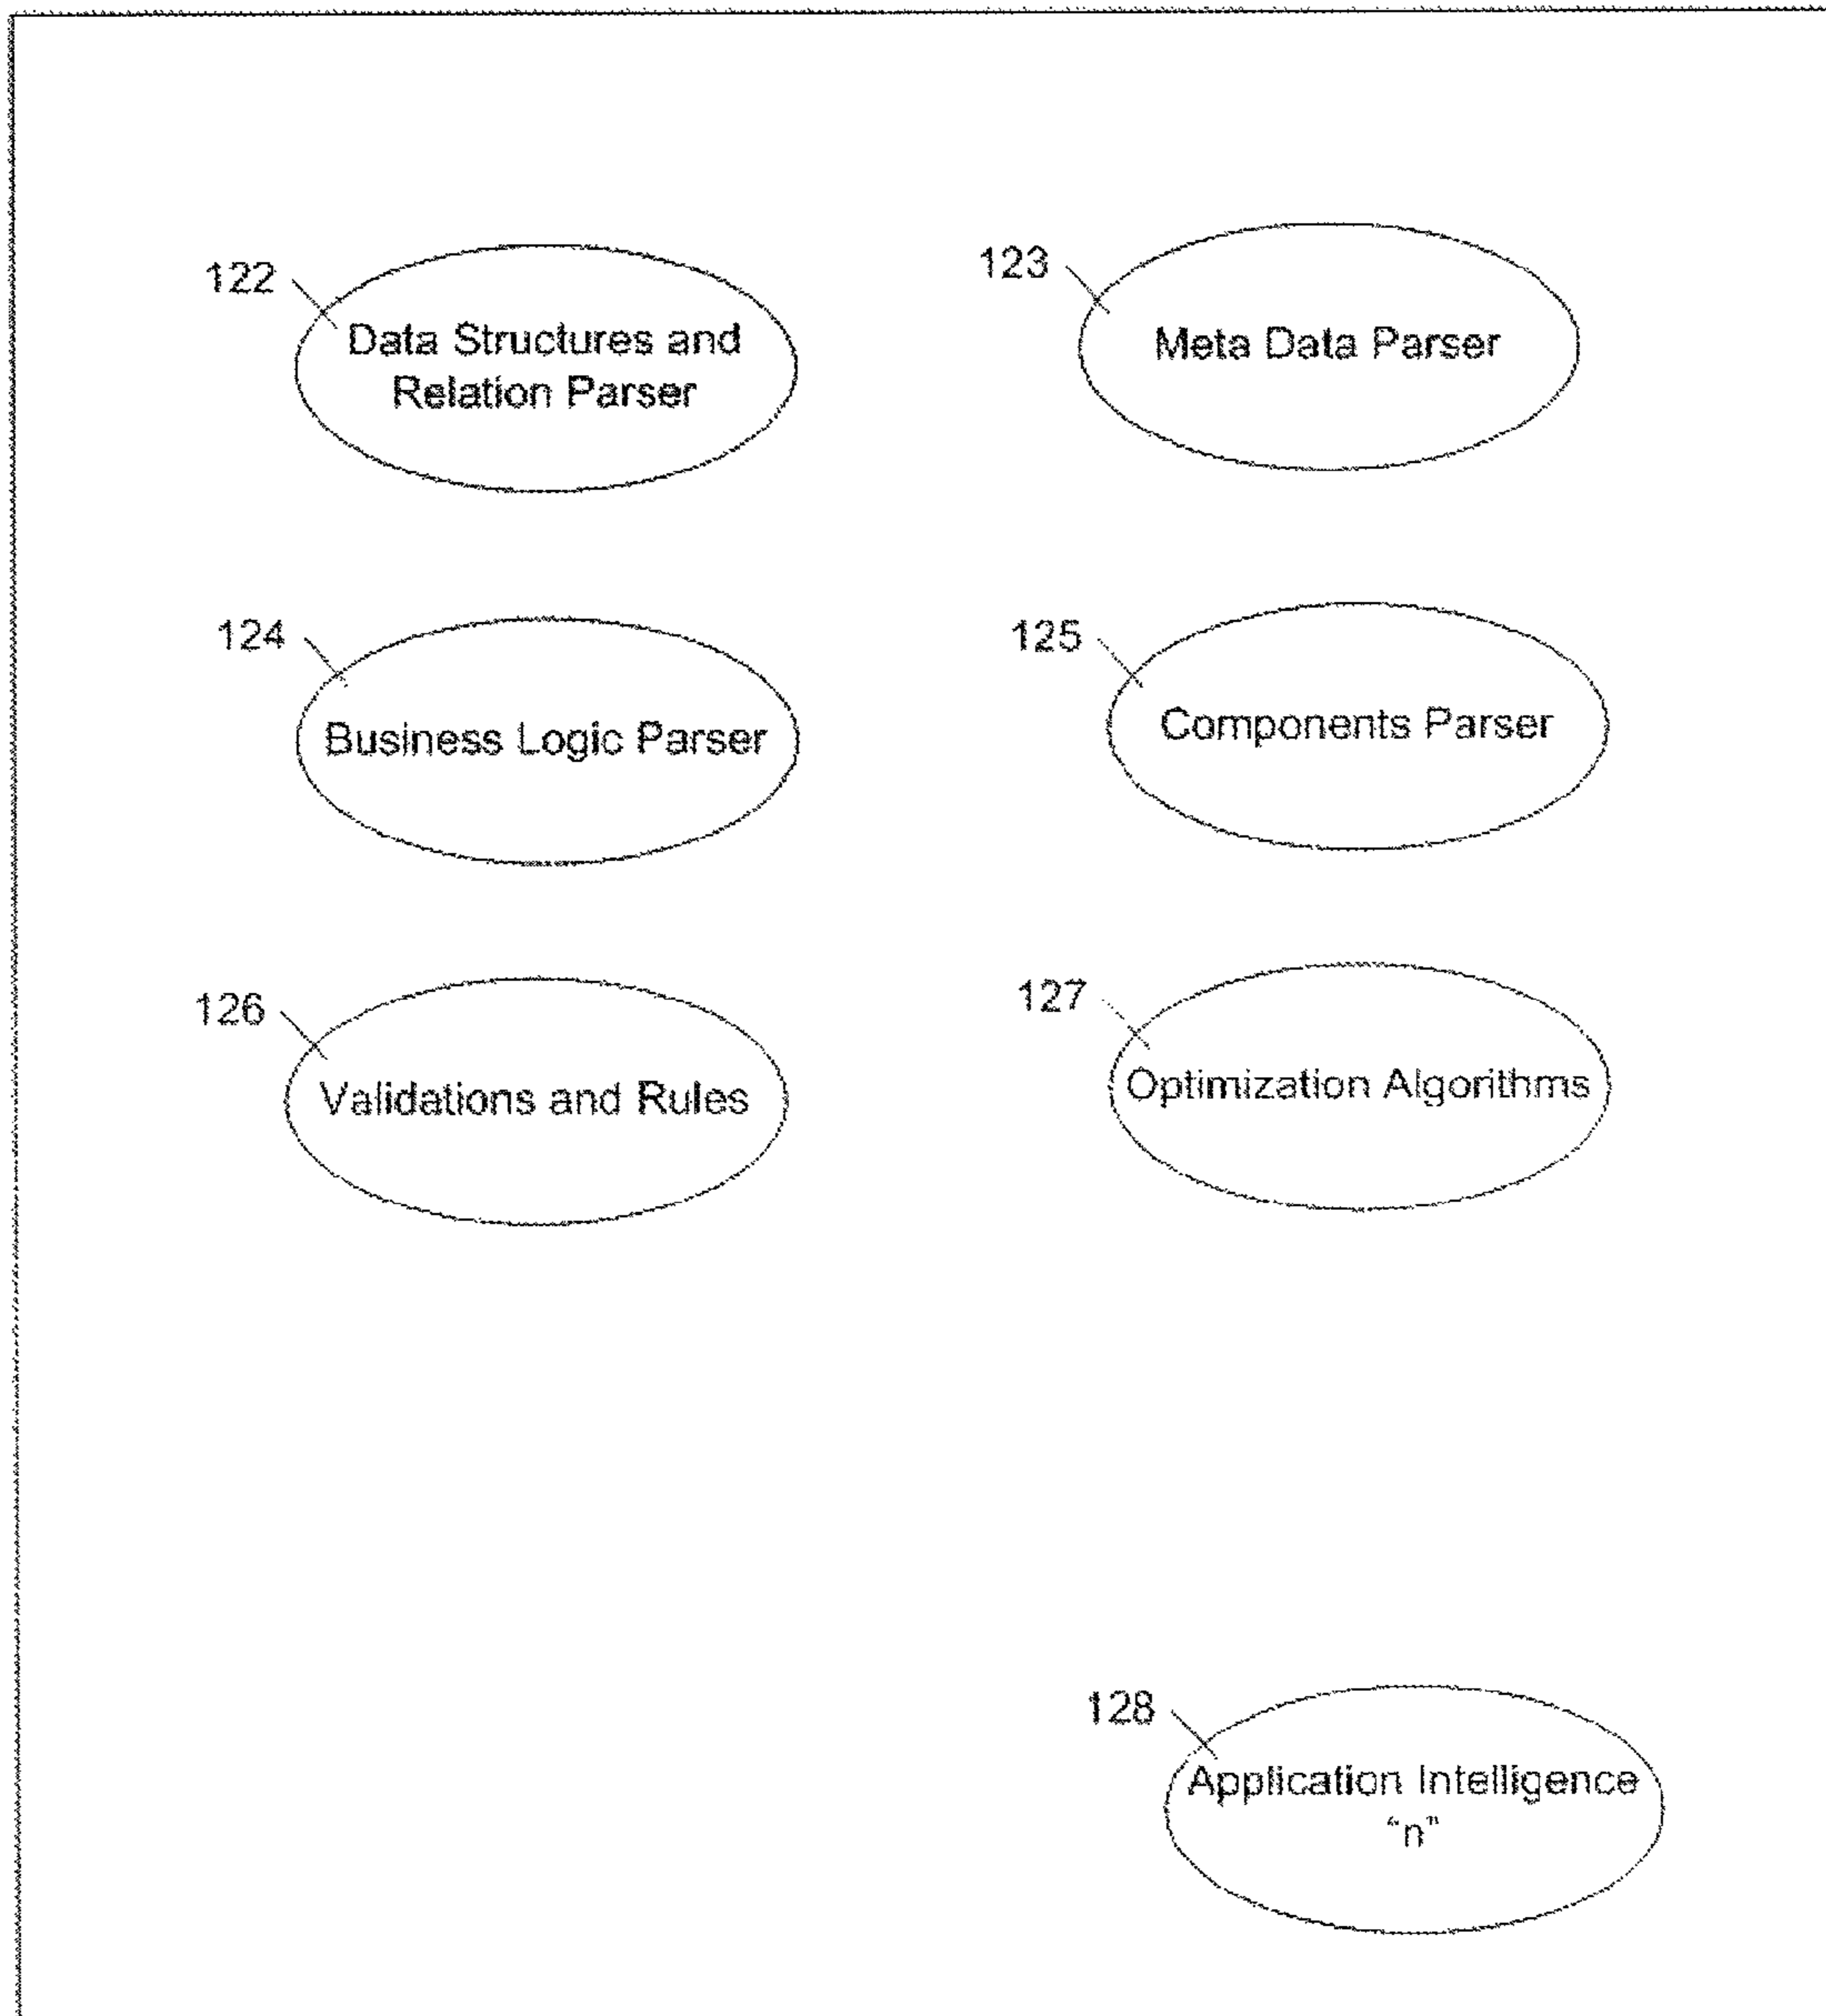 122
Data Structures and
Relation Parser
123
Meta Data Parser
124
Business Logic Parser
125
Components Parser
126
Validations and Rules
127
Optimization Algorithms
128
Application Intelligence
“n”